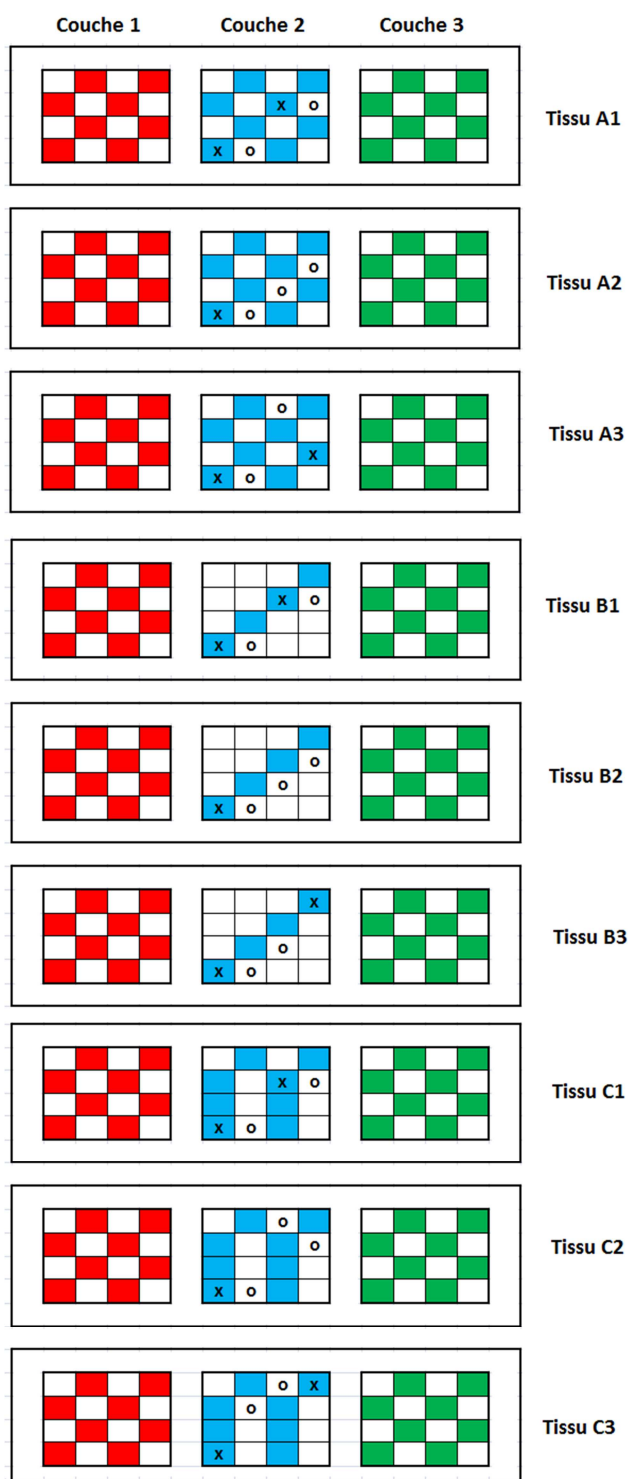 Couche 1 Couche 2 Couche 3
x o
x o
Tissu A1
o
o
x o
Tissu A2
o
x
x o
Tissu A3
x o
x o
Tissu B1
o
o
x o
Tissu B2
x
o
x o
Tissu B3
x o
x o
Tissu C1
o
o
x o
Tissu C2
o x
o
x
Tissu C3